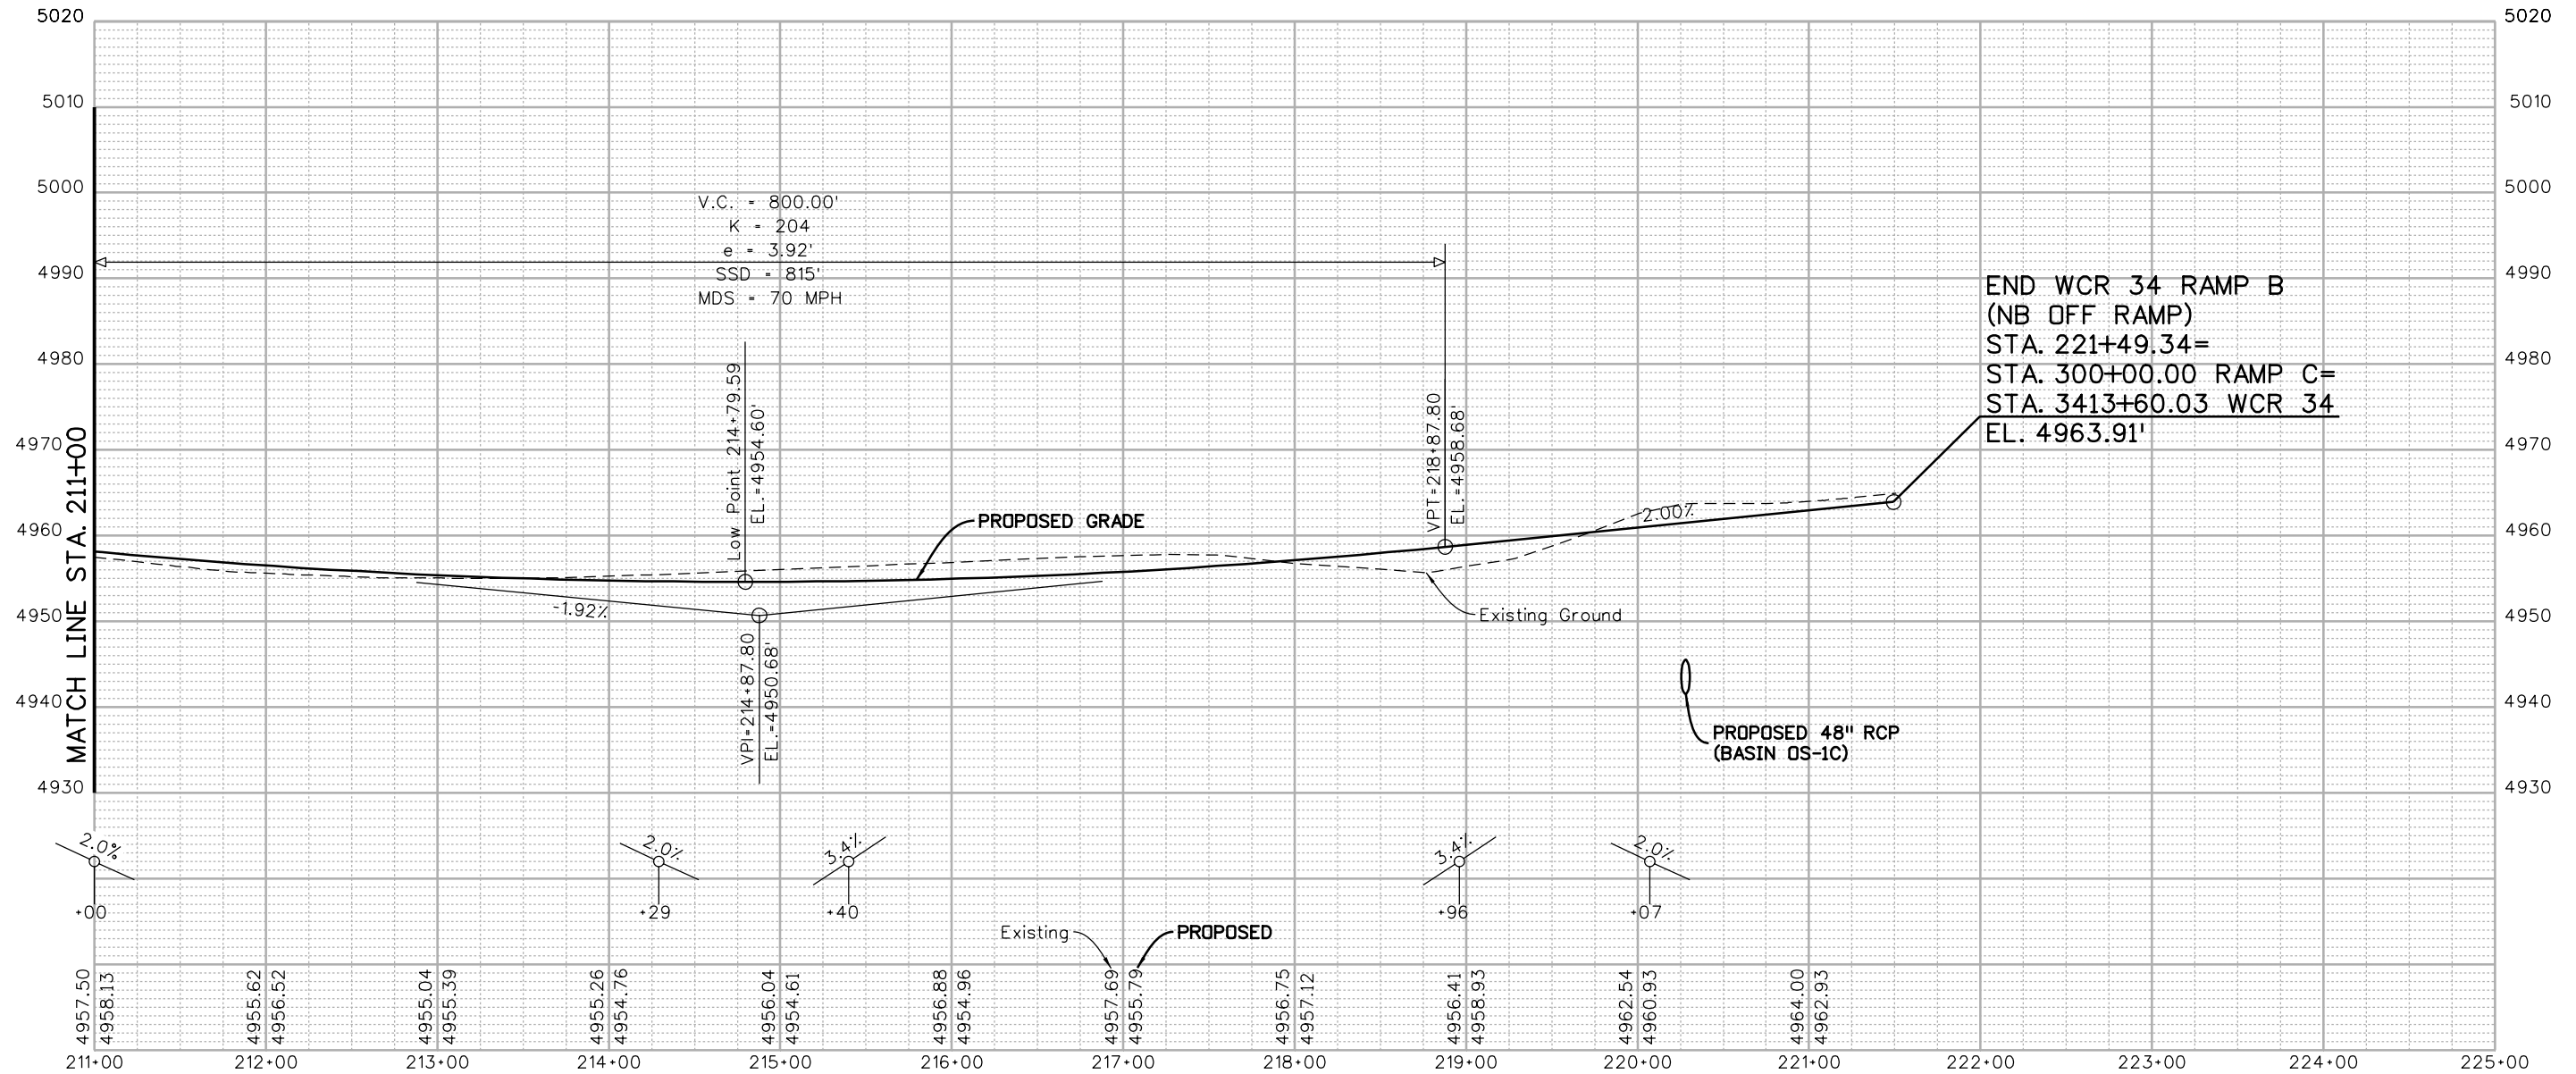 5020
5020
5010
5010
5000
5000
V.C. = 800.00'
K = 204
e = 3.92'
SSD = 815'
MDS = 70 MPH
4990
4990
END WCR 34 RAMP B
(NB OFF RAMP)
STA. 221+49.34=
STA. 300+00.00 RAMP C=
STA. 3413+60.03 WCR 34
EL. 4963.91'
4980
4980
4970
4970
MATCH LINE STA. 211+00
Low Point 214+79.59
EL.=4954.60'
VPT=218+87.80
EL.=4958.68'
PROPOSED GRADE
2.00%
4960
4960
-1.92%
Existing Ground
4950
4950
VPI=214+87.80
EL.=4950.68'
4940
4940
PROPOSED 48" RCP
(BASIN OS-1C)
4930
4930
2.0%
2.0%
3.4%
3.4%
2.0%
+00
+29
+40
+96
+07
Existing
PROPOSED
4957.50
4958.13
4955.62
4956.52
4955.04
4955.39
4955.26
4954.76
4956.04
4954.61
4956.88
4954.96
4957.69
4955.79
4956.75
4957.12
4956.41
4958.93
4962.54
4960.93
4964.00
4962.93
211+00
212+00
213+00
214+00
215+00
216+00
217+00
218+00
219+00
220+00
221+00
222+00
223+00
224+00
225+00